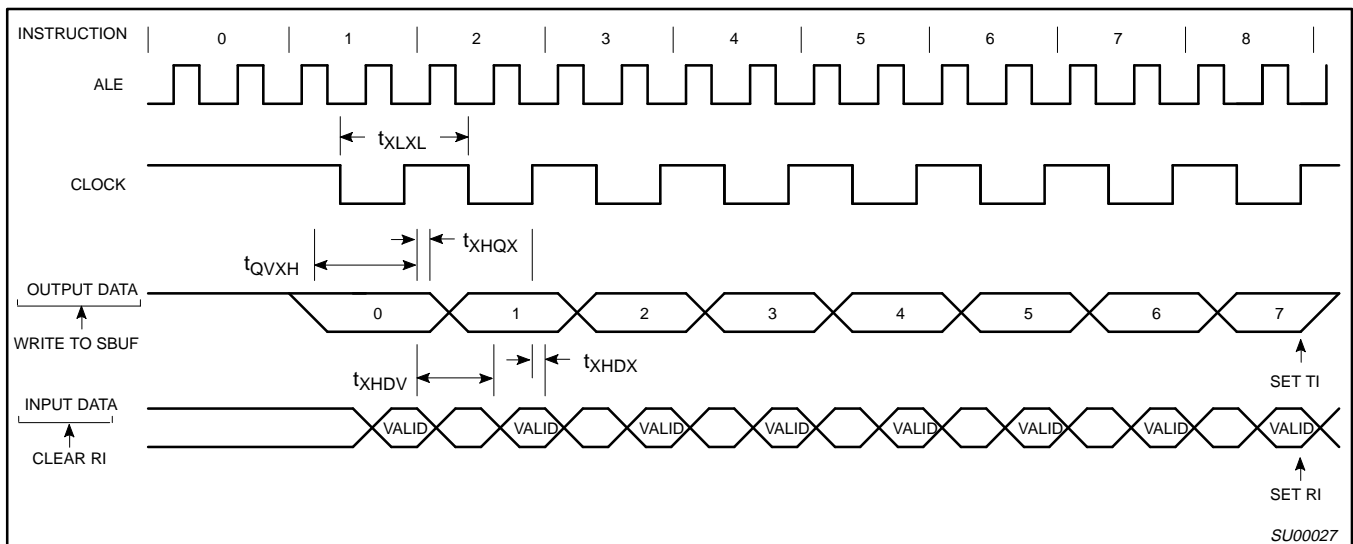 INSTRUCTION 0 1 2 3 4 5 6 7 8
ALE
tXLXL
CLOCK
tXHQX
tQVXH
OUTPUT DATA
0 1 2 3 4 5 6 7
WRITE TO SBUF
tXHDX
tXHDV
SET TI
INPUT DATA
VALID VALID VALID VALID VALID VALID VALID VALID
CLEAR RI
SET RI
SU00027